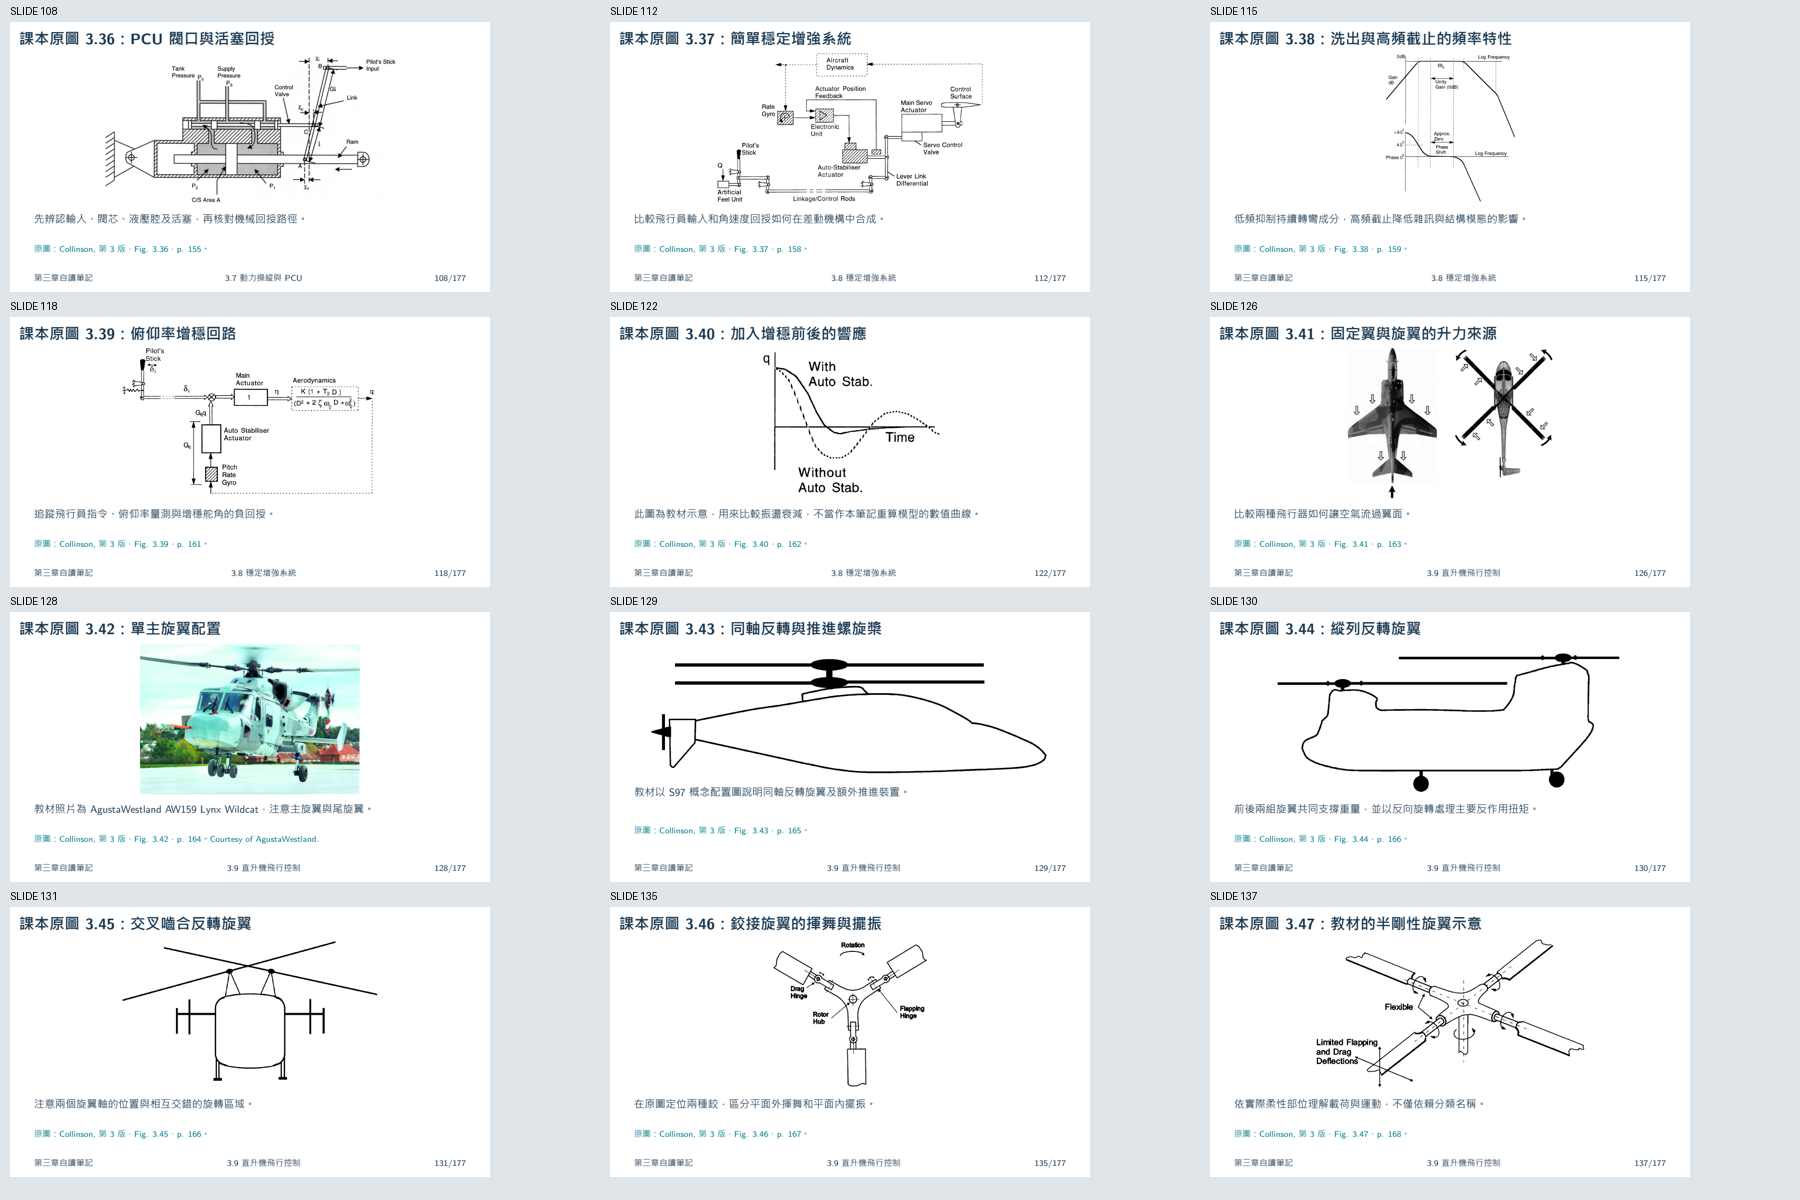 SLIDE 108
課本原圖 3.36：PCU 閥口與活塞回授
Tank Pressure P₀
Supply Pressure Pₛ
Control Valve
Pilot's Stick Input
Link
Ram
B
C
A
P₂
P₁
C/S Area A
先辨認輸入、閥芯、液壓腔及活塞，再核對機械回授路徑。
原圖：Collinson, 第 3 版，Fig. 3.36，p. 155。
第三章自讀筆記
3.7 動力操縱與 PCU
108/177
SLIDE 112
課本原圖 3.37：簡單穩定增強系統
Aircraft Dynamics
Actuator Position Feedback
Rate Gyro
Electronic Unit
Main Servo Actuator
Control Surface
Servo Control Valve
Q
Pilot's Stick
Auto-Stabiliser Actuator
Lever Link Differential
Artificial Feel Unit
Linkage/Control Rods
比較飛行員輸入和角速度回授如何在差動機構中合成。
原圖：Collinson, 第 3 版，Fig. 3.37，p. 158。
第三章自讀筆記
3.8 穩定增強系統
112/177
SLIDE 115
課本原圖 3.38：洗出與高頻截止的頻率特性
0dB
Log Frequency
Gain dB
Unity Gain (0dB)
+90°
45°
Phase 0°
Approx. Zero Phase Shift
Log Frequency
低頻抑制持續轉彎成分，高頻截止降低雜訊與結構模態的影響。
原圖：Collinson, 第 3 版，Fig. 3.38，p. 159。
第三章自讀筆記
3.8 穩定增強系統
115/177
SLIDE 118
課本原圖 3.39：俯仰率增穩回路
Pilot's Stick
δᵢ
δᵢ
Main Actuator
1
η
Aerodynamics
K (1 + T₂ D)
(D² + 2 ζ ω₀ D + ω₀²)
q
Auto Stabiliser Actuator
Pitch Rate Gyro
追蹤飛行員指令、俯仰率量測與增穩舵角的負回授。
原圖：Collinson, 第 3 版，Fig. 3.39，p. 161。
第三章自讀筆記
3.8 穩定增強系統
118/177
SLIDE 122
課本原圖 3.40：加入增穩前後的響應
q
With Auto Stab.
Time
Without Auto Stab.
此圖為教材示意，用來比較振盪衰減，不當作本筆記重算模型的數值曲線。
原圖：Collinson, 第 3 版，Fig. 3.40，p. 162。
第三章自讀筆記
3.8 穩定增強系統
122/177
SLIDE 126
課本原圖 3.41：固定翼與旋翼的升力來源
比較兩種飛行器如何讓空氣流過翼面。
原圖：Collinson, 第 3 版，Fig. 3.41，p. 163。
第三章自讀筆記
3.9 直升機飛行控制
126/177
SLIDE 128
課本原圖 3.42：單主旋翼配置
教材照片為 AgustaWestland AW159 Lynx Wildcat，注意主旋翼與尾旋翼。
原圖：Collinson, 第 3 版，Fig. 3.42，p. 164。Courtesy of AgustaWestland.
第三章自讀筆記
3.9 直升機飛行控制
128/177
SLIDE 129
課本原圖 3.43：同軸反轉與推進螺旋槳
教材以 S97 概念配置圖說明同軸反轉旋翼及額外推進裝置。
原圖：Collinson, 第 3 版，Fig. 3.43，p. 165。
第三章自讀筆記
3.9 直升機飛行控制
129/177
SLIDE 130
課本原圖 3.44：縱列反轉旋翼
前後兩組旋翼共同支撐重量，並以反向旋轉處理主要反作用扭矩。
原圖：Collinson, 第 3 版，Fig. 3.44，p. 166。
第三章自讀筆記
3.9 直升機飛行控制
130/177
SLIDE 131
課本原圖 3.45：交叉嚙合反轉旋翼
注意兩個旋翼軸的位置與相互交錯的旋轉區域。
原圖：Collinson, 第 3 版，Fig. 3.45，p. 166。
第三章自讀筆記
3.9 直升機飛行控制
131/177
SLIDE 135
課本原圖 3.46：鉸接旋翼的揮舞與擺振
Rotation
Drag Hinge
Rotor Hub
Flapping Hinge
在原圖定位兩種鉸，區分平面外揮舞和平面內擺振。
原圖：Collinson, 第 3 版，Fig. 3.46，p. 167。
第三章自讀筆記
3.9 直升機飛行控制
135/177
SLIDE 137
課本原圖 3.47：教材的半剛性旋翼示意
Flexible
Limited Flapping and Drag Deflections
依實際柔性部位理解載荷與運動，不僅依賴分類名稱。
原圖：Collinson, 第 3 版，Fig. 3.47，p. 168。
第三章自讀筆記
3.9 直升機飛行控制
137/177